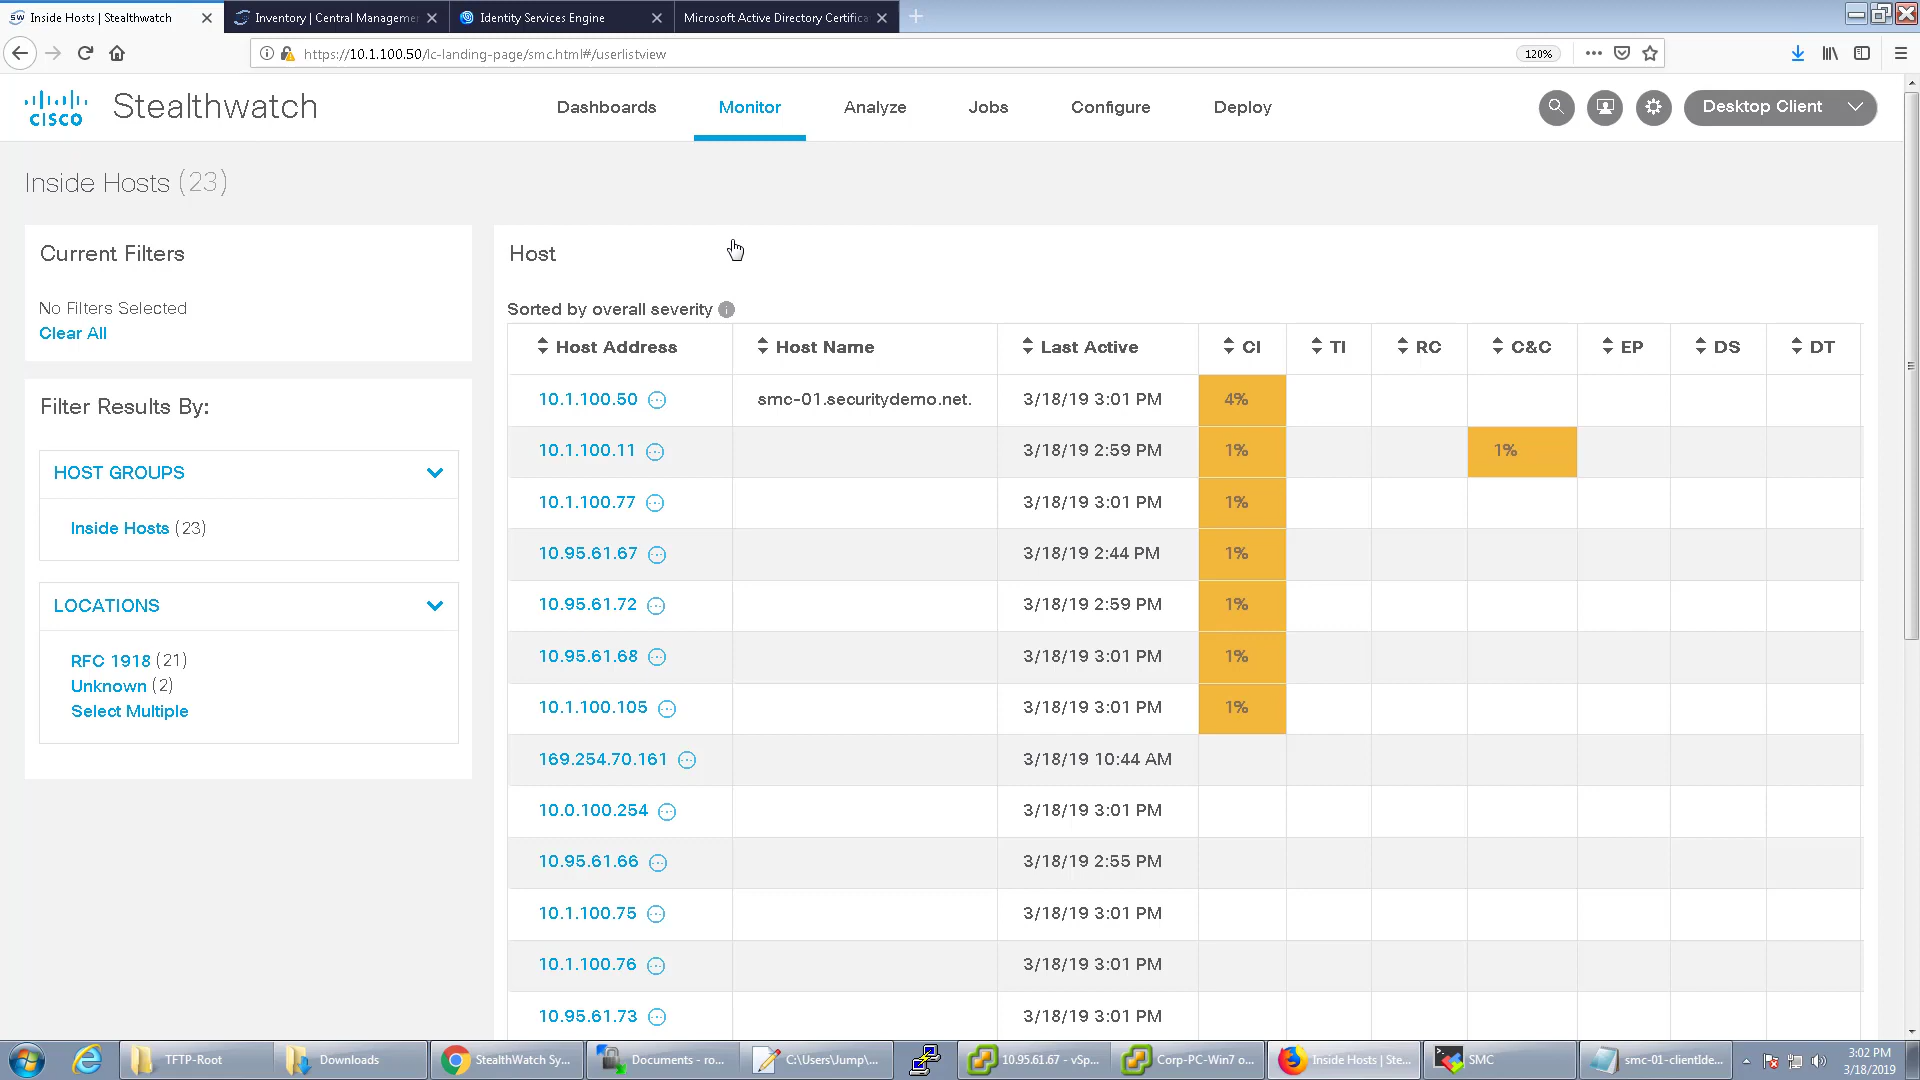 Inside Hosts | Stealthwatch
Inventory | Central Manageme
Identity Services Engine
Microsoft Active Directory Certifica
https://10.1.100.50/lc-landing-page/smc.html#/userlistview
120%
CISCO
Stealthwatch
Dashboards
Monitor
Analyze
Jobs
Configure
Deploy
Desktop Client
Inside Hosts (23)
Current Filters
No Filters Selected
Clear All
Filter Results By:
HOST GROUPS
Inside Hosts (23)
LOCATIONS
RFC 1918 (21)
Unknown (2)
Select Multiple
Host
Sorted by overall severity
Host Address Host Name Last Active CI TI RC C&C EP DS DT
10.1.100.50 smc-01.securitydemo.net. 3/18/19 3:01 PM 4%
10.1.100.11 3/18/19 2:59 PM 1% 1%
10.1.100.77 3/18/19 3:01 PM 1%
10.95.61.67 3/18/19 2:44 PM 1%
10.95.61.72 3/18/19 2:59 PM 1%
10.95.61.68 3/18/19 3:01 PM 1%
10.1.100.105 3/18/19 3:01 PM 1%
169.254.70.161 3/18/19 10:44 AM
10.0.100.254 3/18/19 3:01 PM
10.95.61.66 3/18/19 2:55 PM
10.1.100.75 3/18/19 3:01 PM
10.1.100.76 3/18/19 3:01 PM
10.95.61.73 3/18/19 3:01 PM
TFTP-Root
Downloads
StealthWatch Sy...
Documents - ro...
C:\Users\Jump\...
10.95.61.67 - vSp...
Corp-PC-Win7 o...
Inside Hosts | Ste...
SMC
smc-01-clientIde...
3:02 PM
3/18/2019